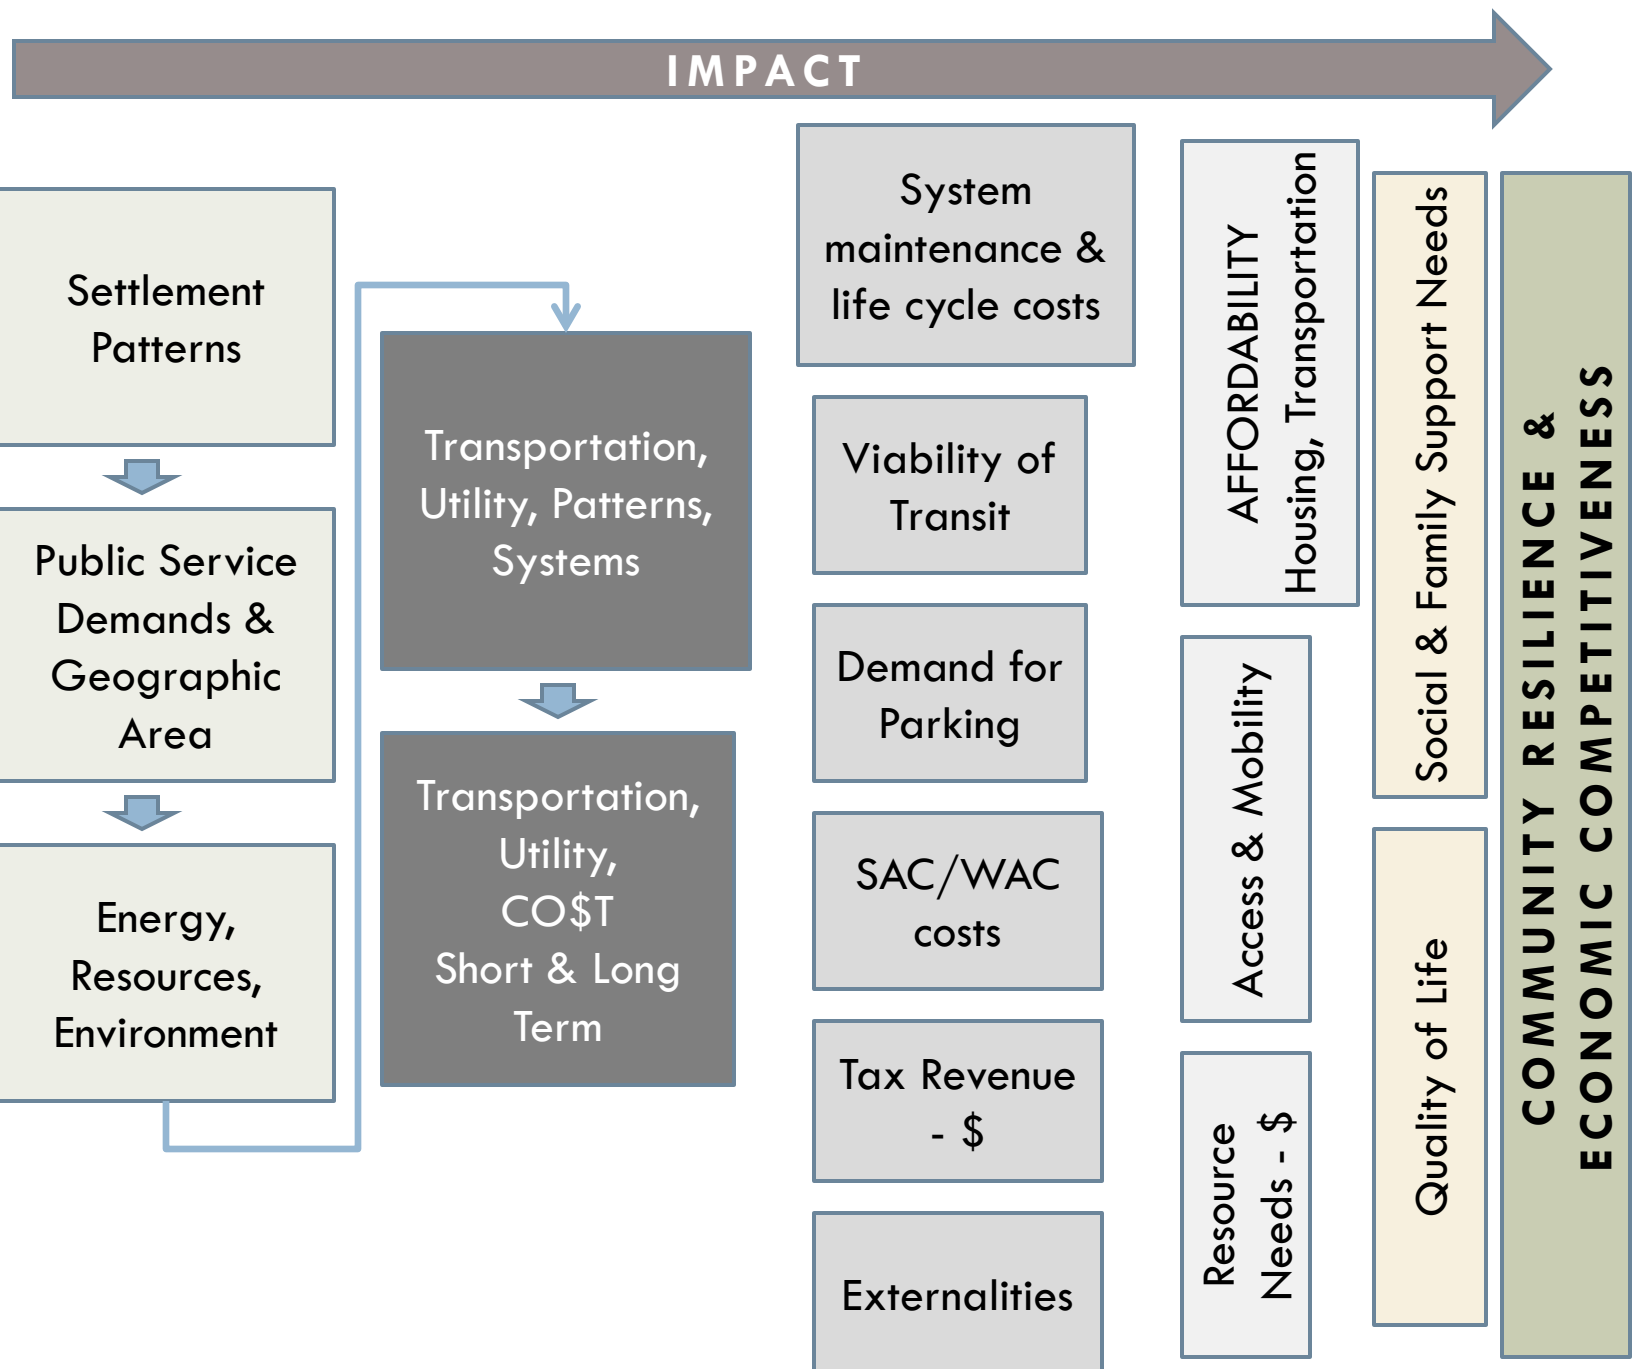 IMPACT
Settlement
Patterns
Public Service
Demands &
Geographic
Area
Energy,
Resources,
Environment
Transportation,
Utility, Patterns,
Systems
Transportation,
Utility,
CO$T
Short & Long
Term
System
maintenance &
life cycle costs
Viability of
Transit
Demand for
Parking
SAC/WAC
costs
Tax Revenue
- $
Externalities
AFFORDABILITY
Housing, Transportation
Access & Mobility
Resource
Needs - $
Social & Family Support Needs
Quality of Life
COMMUNITY RESILIENCE &
ECONOMIC COMPETITIVENESS